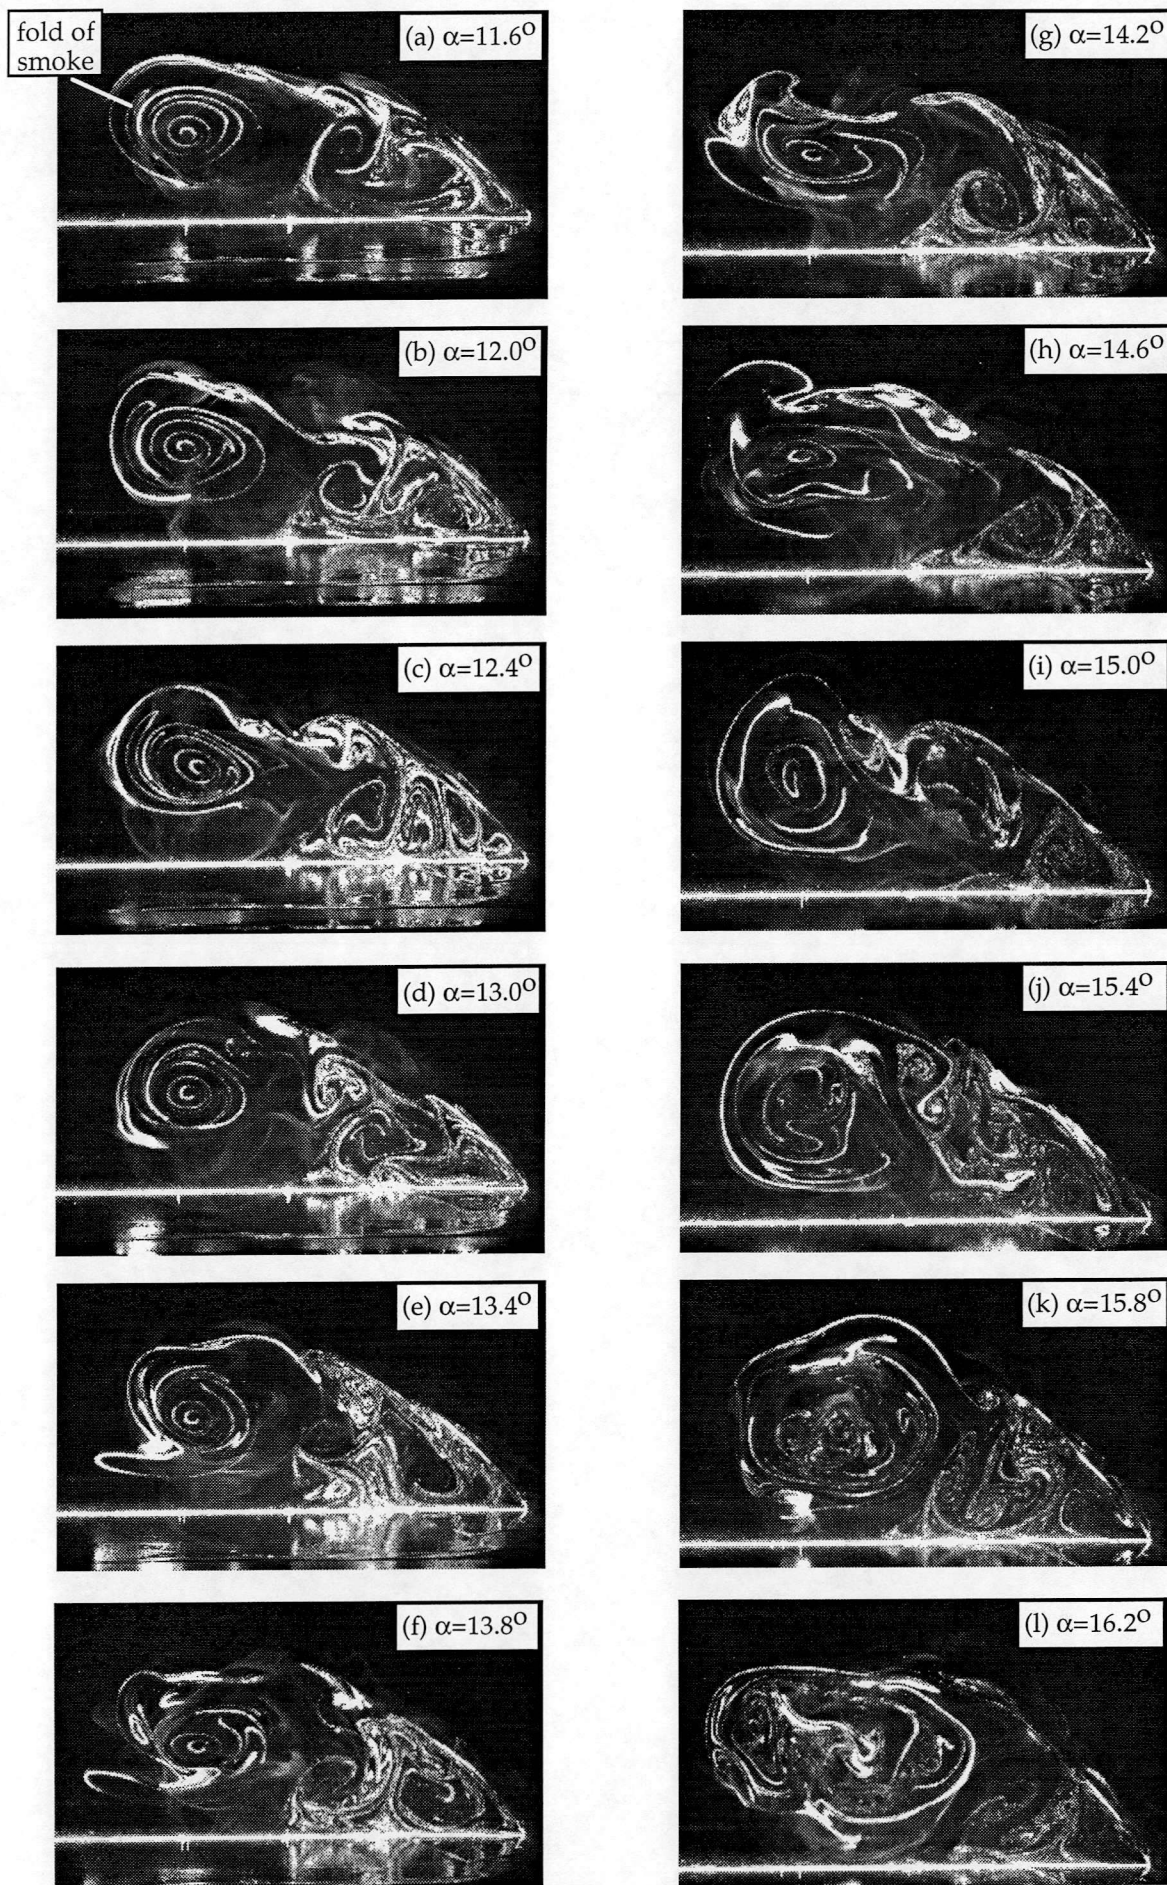 fold of
smoke
(a) α=11.6°
(b) α=12.0°
(c) α=12.4°
(d) α=13.0°
(e) α=13.4°
(f) α=13.8°
(g) α=14.2°
(h) α=14.6°
(i) α=15.0°
(j) α=15.4°
(k) α=15.8°
(l) α=16.2°